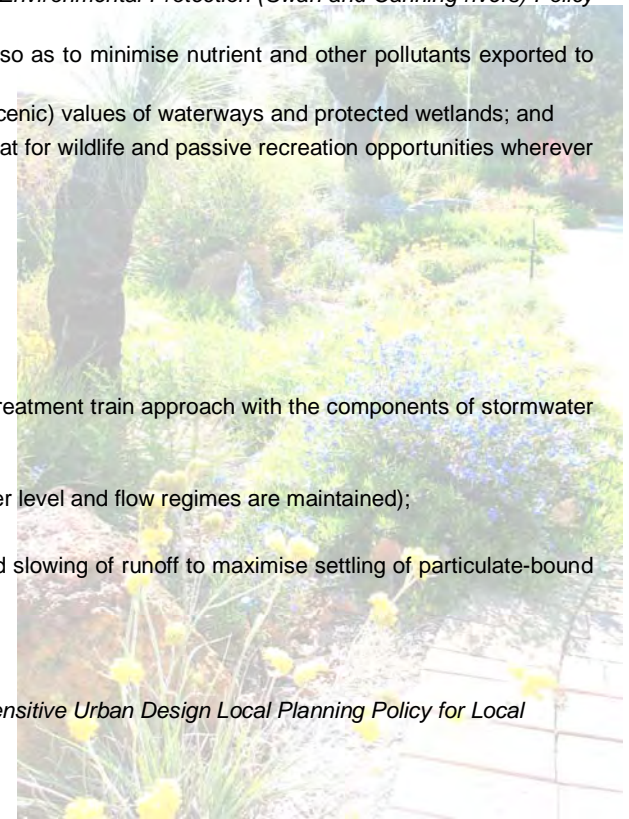 Environmental Protection (Swan and Canning rivers) Policy
so as to minimise nutrient and other pollutants exported to
cenic) values of waterways and protected wetlands; and
at for wildlife and passive recreation opportunities wherever
reatment train approach with the components of stormwater
er level and flow regimes are maintained);
d slowing of runoff to maximise settling of particulate-bound
ensitive Urban Design Local Planning Policy for Local